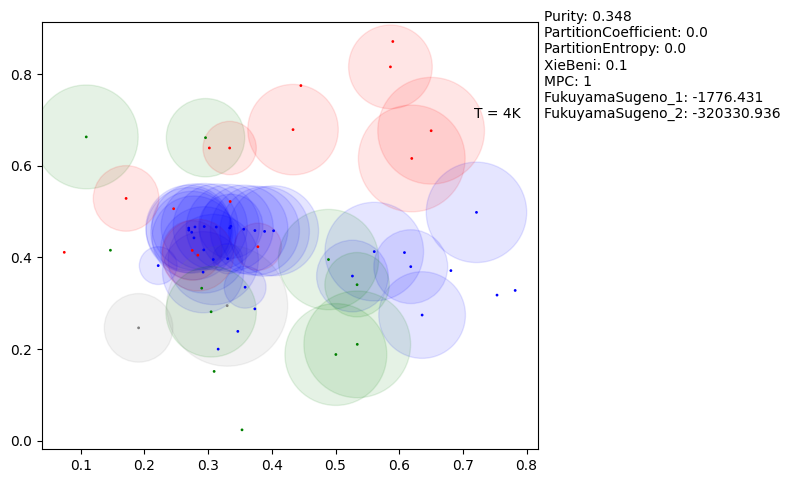 Purity: 0.348
PartitionCoefficient: 0.0
PartitionEntropy: 0.0
XieBeni: 0.1
MPC: 1
FukuyamaSugeno_1: -1776.431
FukuyamaSugeno_2: -320330.936
T = 4K
0.8
0.6
0.4
0.2
0.0
0.1 0.2 0.3 0.4 0.5 0.6 0.7 0.8